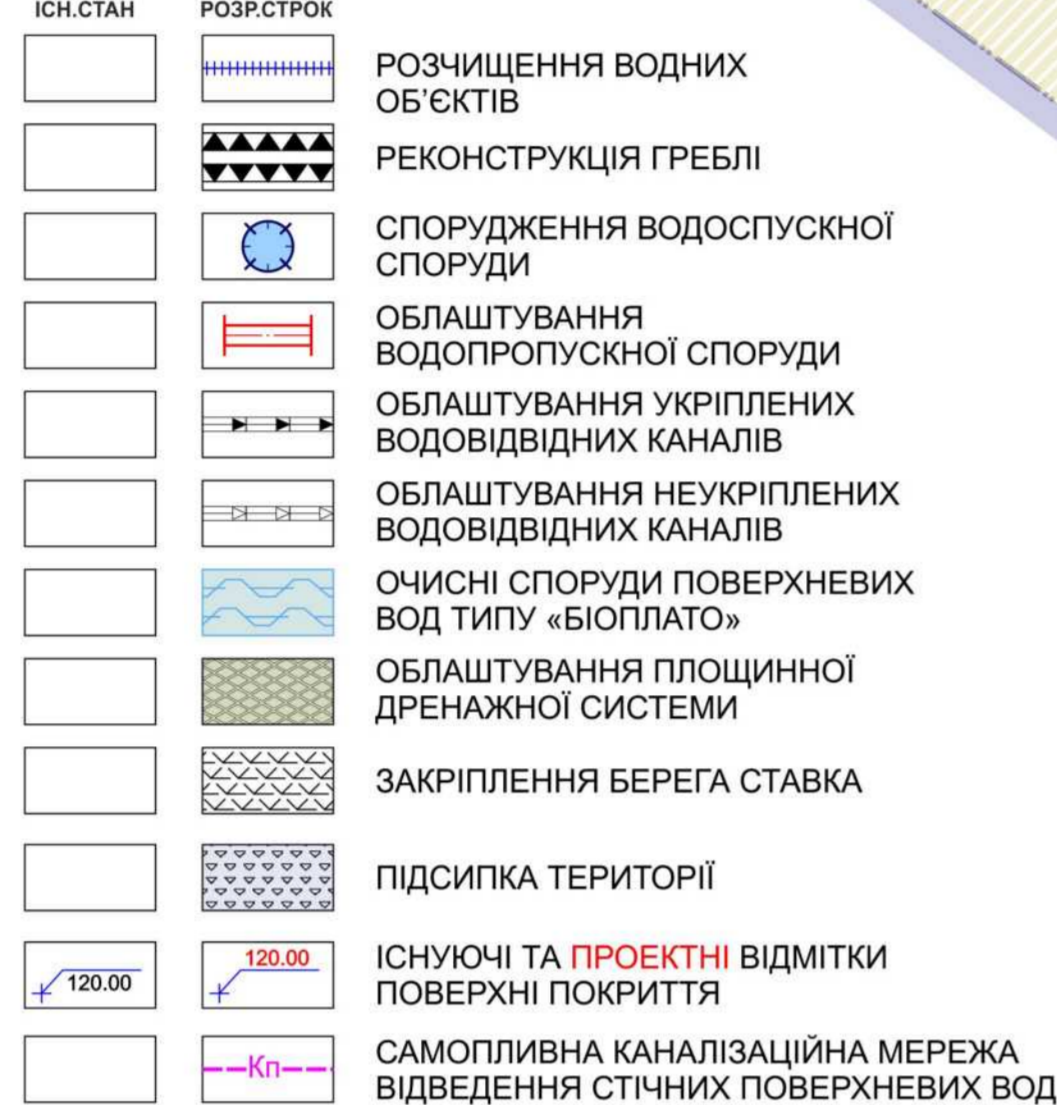 ІСН.СТАН РОЗР.СТРОК
РОЗЧИЩЕННЯ ВОДНИХ
ОБ’ЄКТІВ
РЕКОНСТРУКЦІЯ ГРЕБЛІ
СПОРУДЖЕННЯ ВОДОСПУСКНОЇ
СПОРУДИ
ОБЛАШТУВАННЯ
ВОДОПРОПУСКНОЇ СПОРУДИ
ОБЛАШТУВАННЯ УКРІПЛЕНИХ
ВОДОВІДВІДНИХ КАНАЛІВ
ОБЛАШТУВАННЯ НЕУКРІПЛЕНИХ
ВОДОВІДВІДНИХ КАНАЛІВ
ОЧИСНІ СПОРУДИ ПОВЕРХНЕВИХ
ВОД ТИПУ «БІОПЛАТО»
ОБЛАШТУВАННЯ ПЛОЩИННОЇ
ДРЕНАЖНОЇ СИСТЕМИ
ЗАКРІПЛЕННЯ БЕРЕГА СТАВКА
ПІДСИПКА ТЕРИТОРІЇ
120.00 120.00 ІСНУЮЧІ ТА ПРОЕКТНІ ВІДМІТКИ
ПОВЕРХНІ ПОКРИТТЯ
Кп САМОПЛИВНА КАНАЛІЗАЦІЙНА МЕРЕЖА
ВІДВЕДЕННЯ СТІЧНИХ ПОВЕРХНЕВИХ ВОД